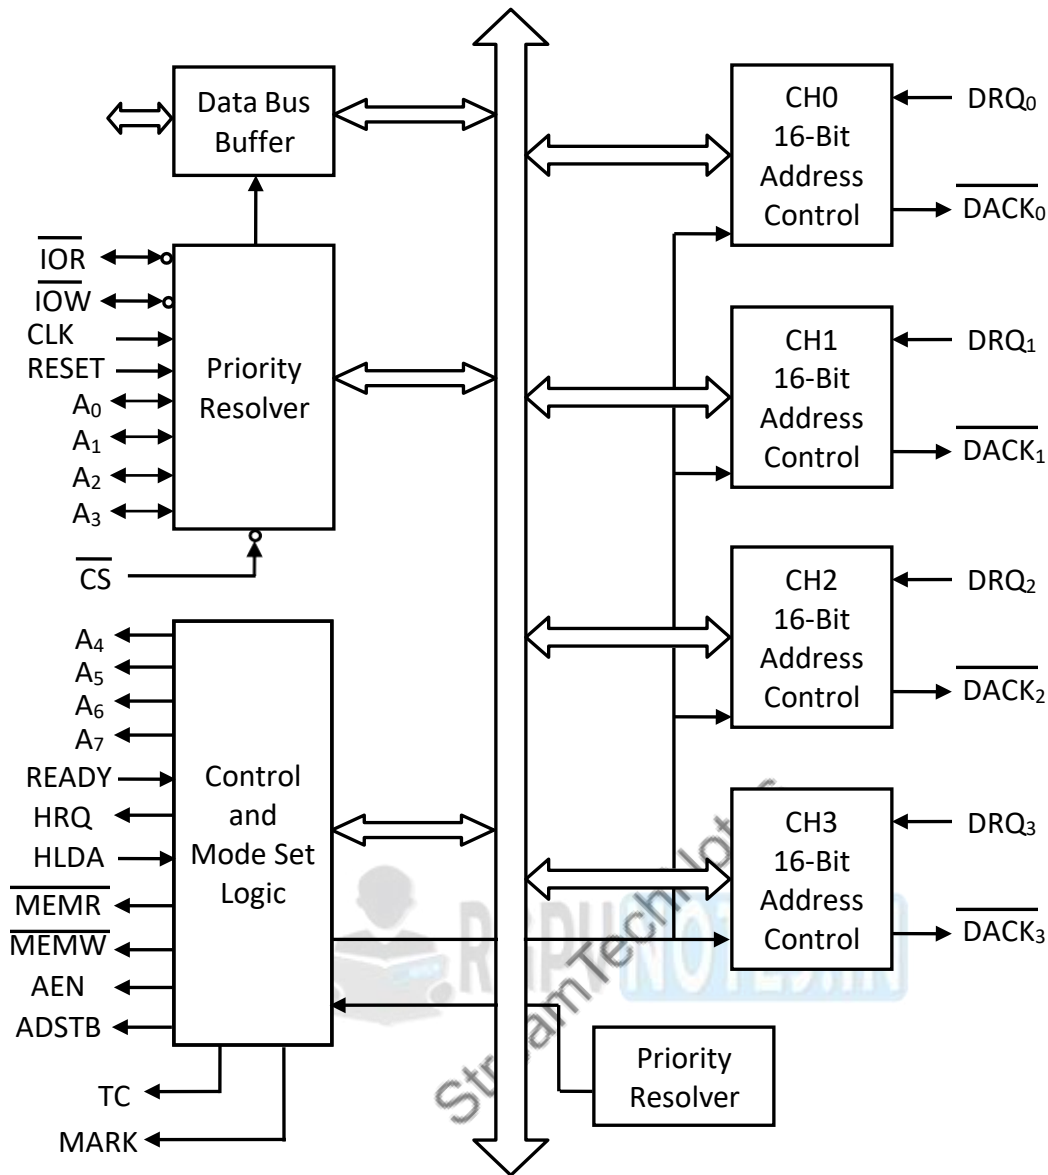 Data Bus
Buffer
IOR
IOW
CLK
RESET
A0
A1
A2
A3
CS
Priority
Resolver
A4
A5
A6
A7
READY
HRQ
HLDA
MEMR
MEMW
AEN
ADSTB
TC
MARK
Control
and
Mode Set
Logic
CH0
16-Bit
Address
Control
DRQ0
DACK0
CH1
16-Bit
Address
Control
DRQ1
DACK1
CH2
16-Bit
Address
Control
DRQ2
DACK2
CH3
16-Bit
Address
Control
DRQ3
DACK3
Priority
Resolver